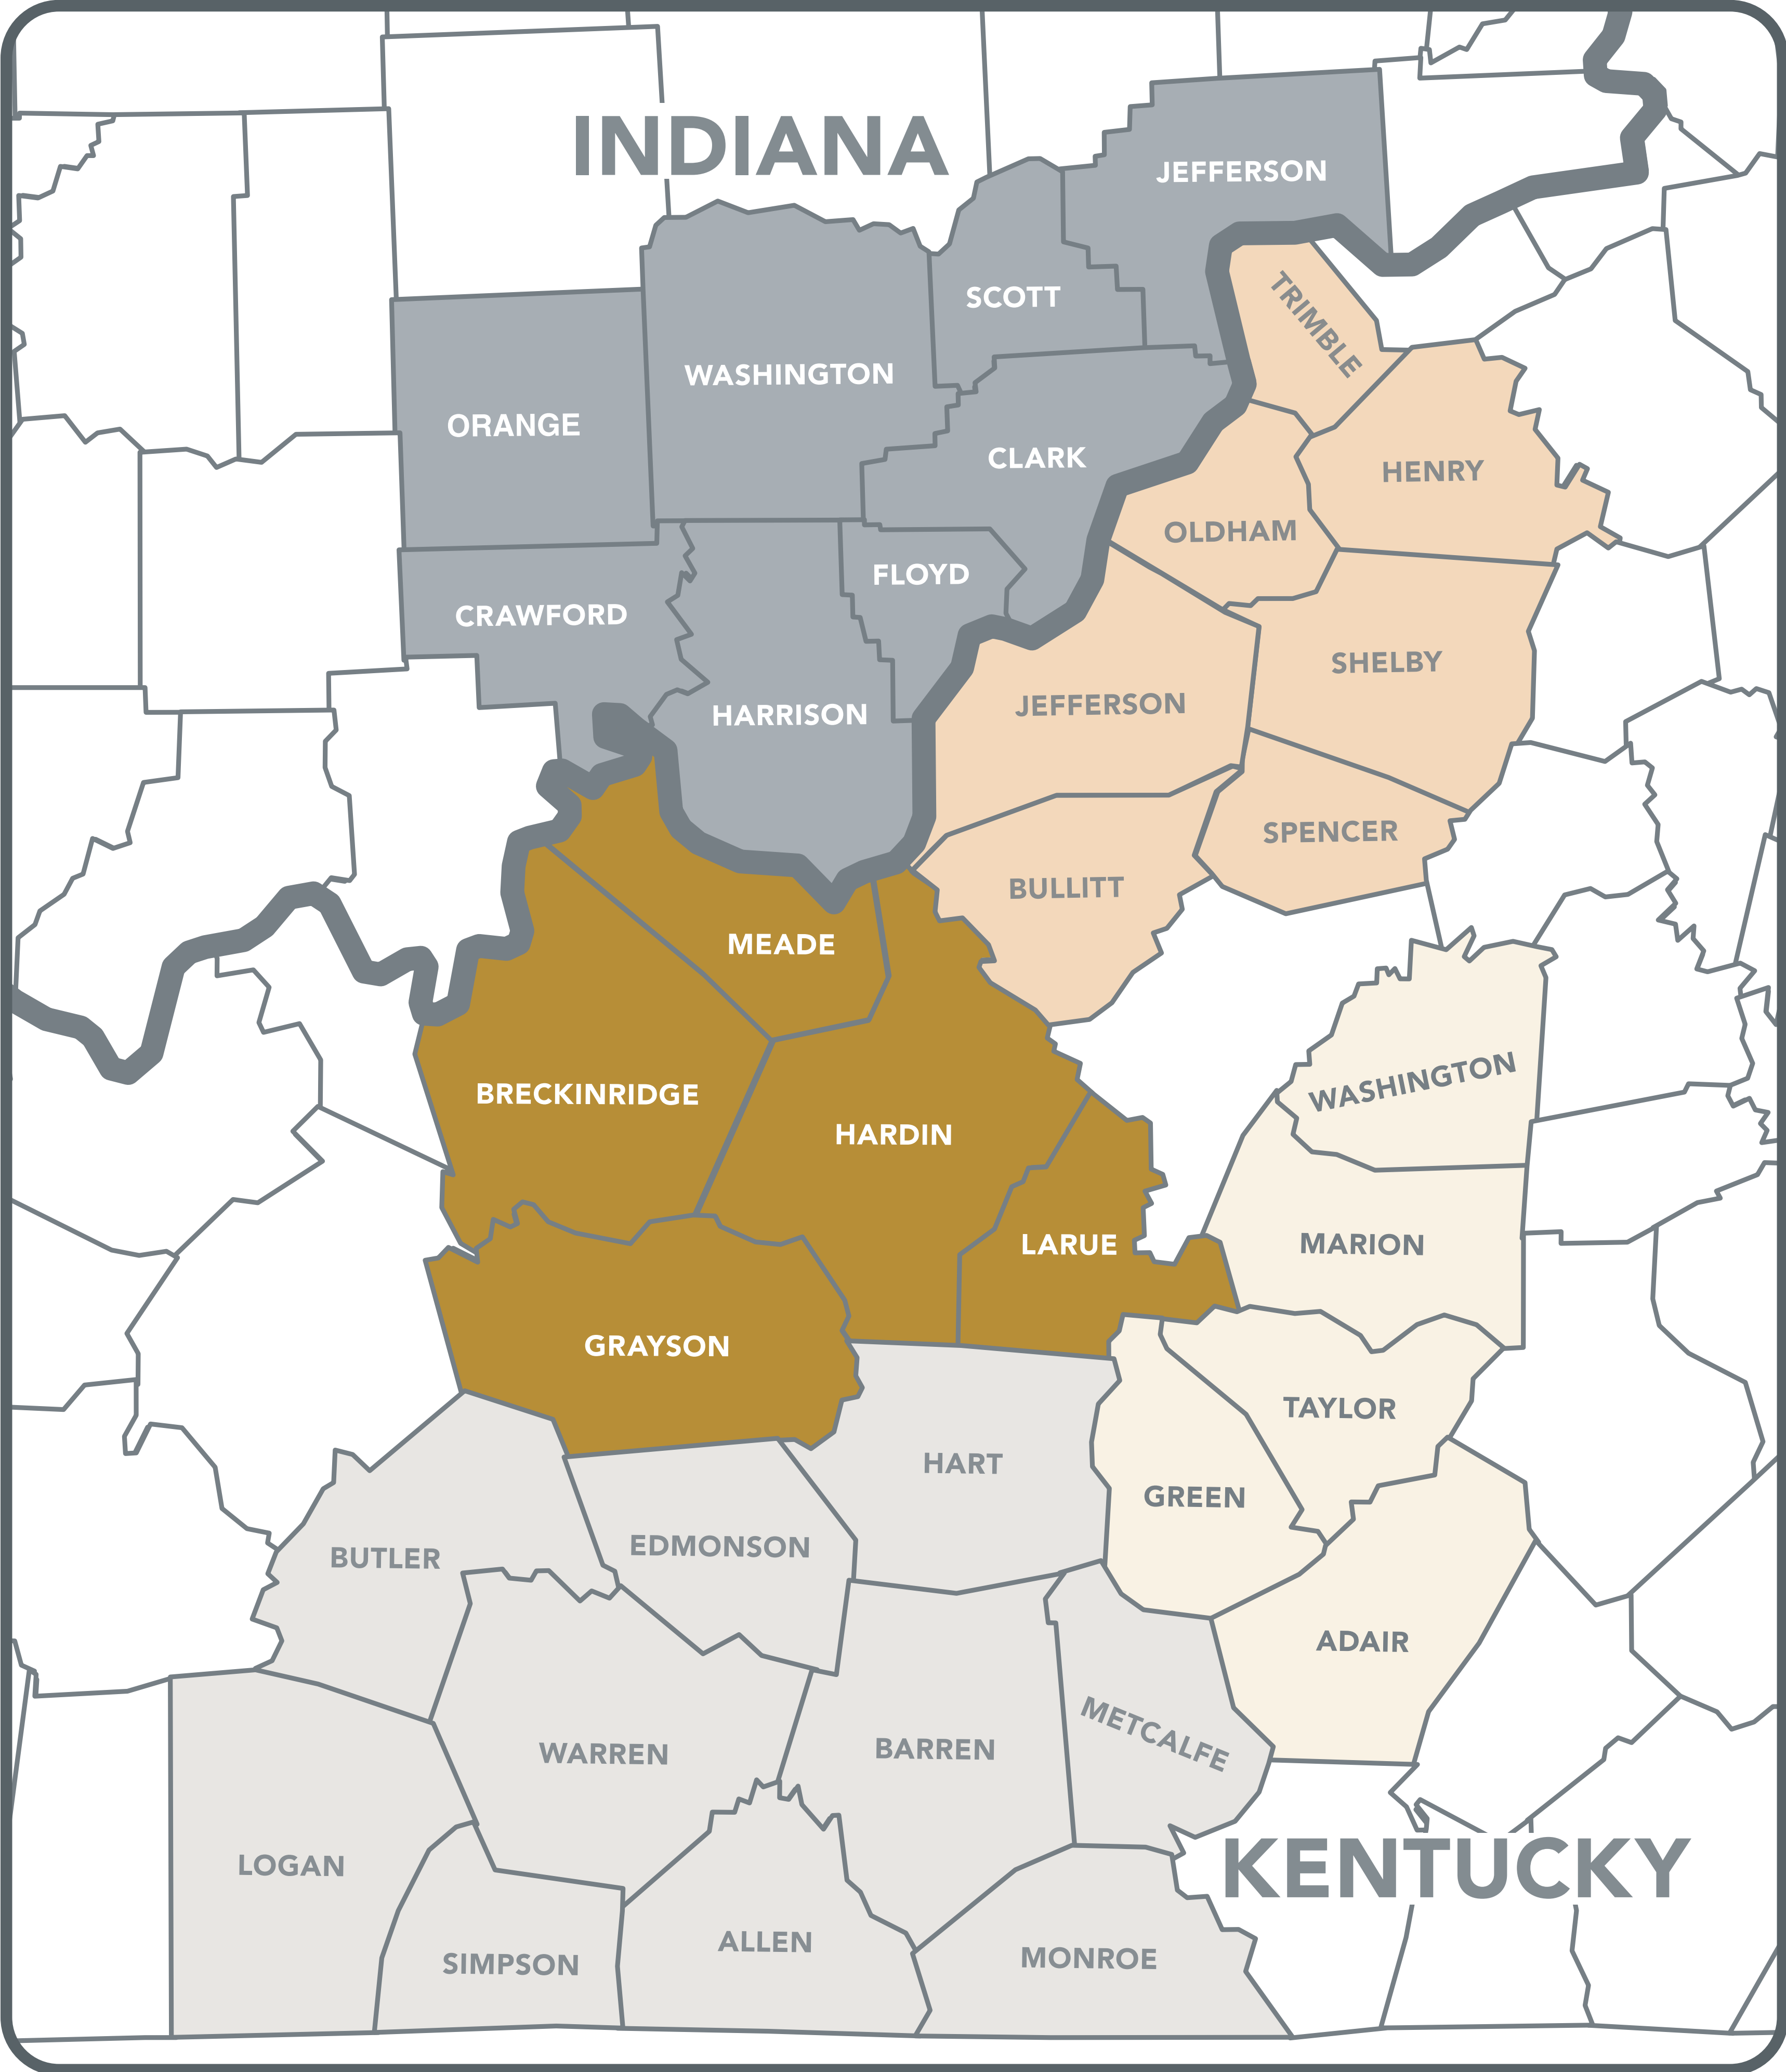 INDIANA
JEFFERSON
SCOTT
TRIMBLE
WASHINGTON
ORANGE
CLARK
HENRY
OLDHAM
FLOYD
CRAWFORD
SHELBY
JEFFERSON
HARRISON
SPENCER
BULLITT
MEADE
WASHINGTON
BRECKINRIDGE
HARDIN
LARUE
MARION
GRAYSON
TAYLOR
HART
GREEN
EDMONSON
BUTLER
ADAIR
METCALFE
BARREN
WARREN
KENTUCKY
LOGAN
ALLEN
MONROE
SIMPSON